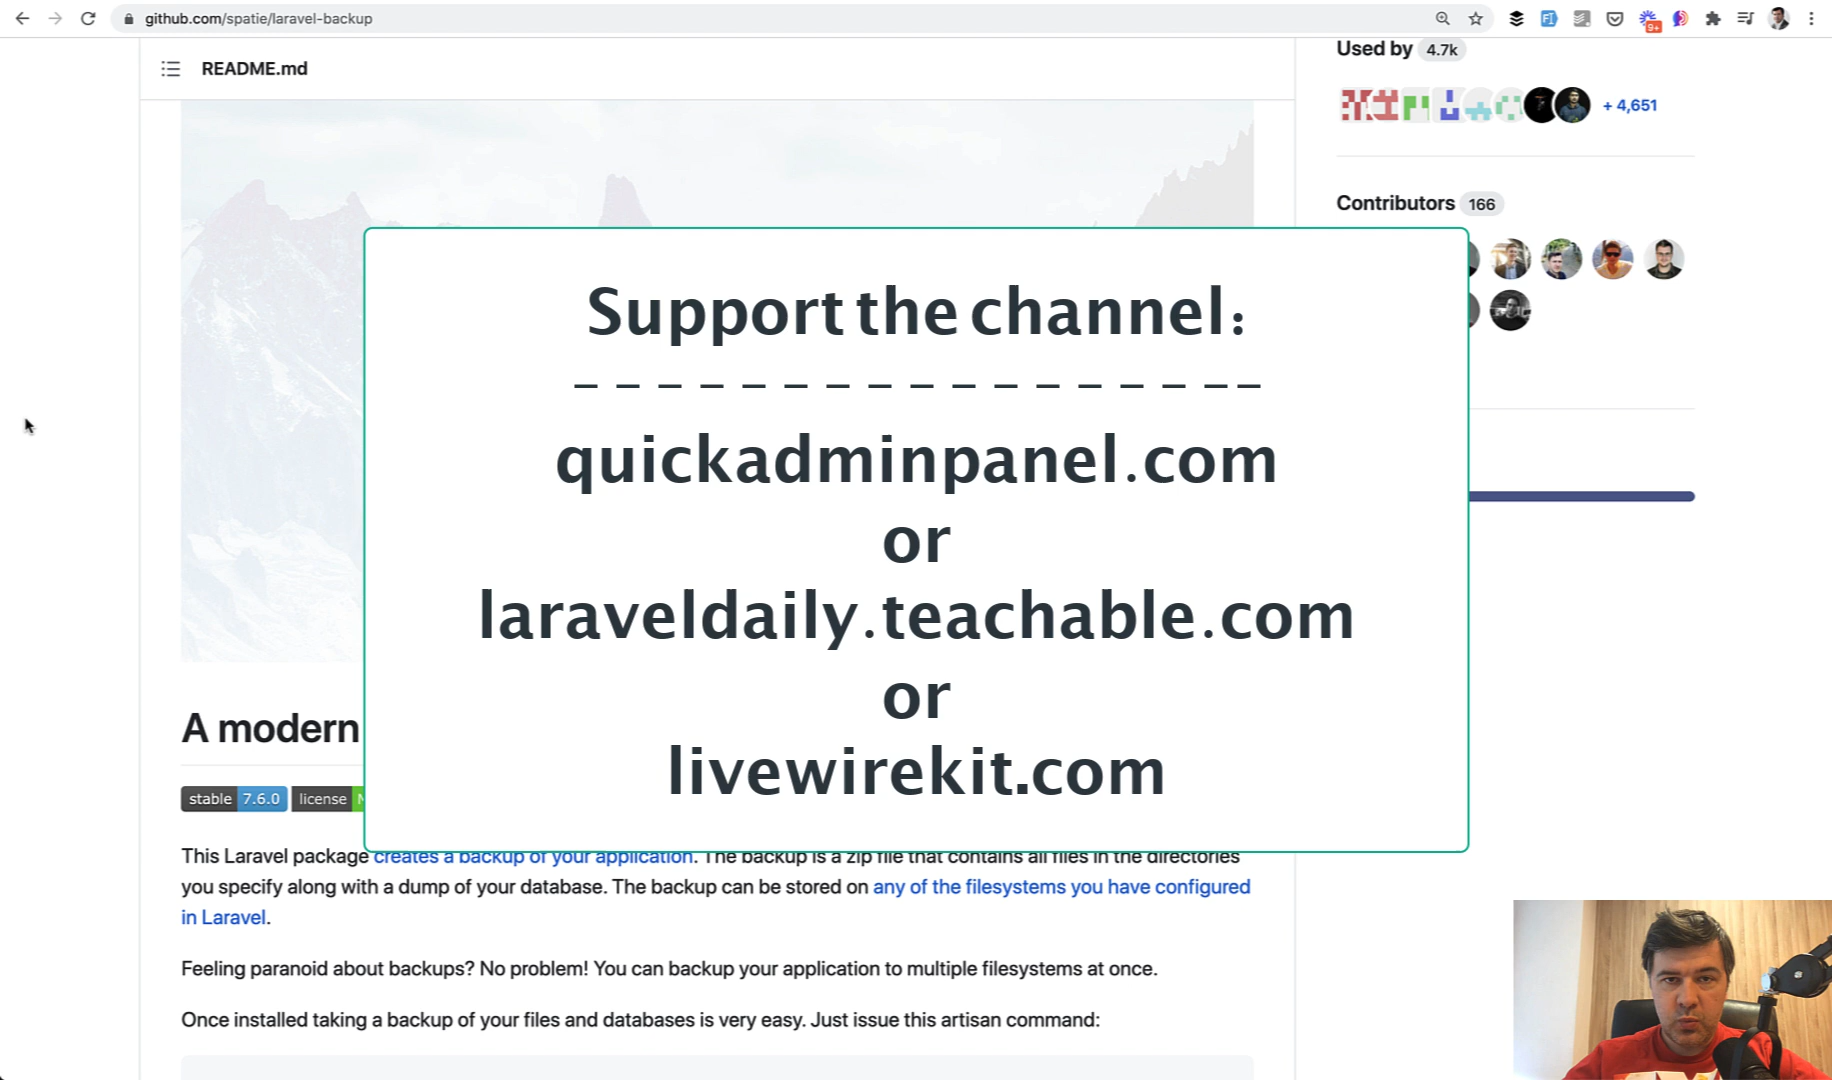 github.com/spatie/laravel-backup
9+
README.md
Used by 4.7k
+ 4,651
Contributors 166
Support the channel:
quickadminpanel.com
or
laraveldaily.teachable.com
or
livewirekit.com
A modern
stable 7.6.0 license
This Laravel package creates a backup of your application. The backup is a zip file that contains all files in the directories
you specify along with a dump of your database. The backup can be stored on any of the filesystems you have configured
in Laravel.
Feeling paranoid about backups? No problem! You can backup your application to multiple filesystems at once.
Once installed taking a backup of your files and databases is very easy. Just issue this artisan command: